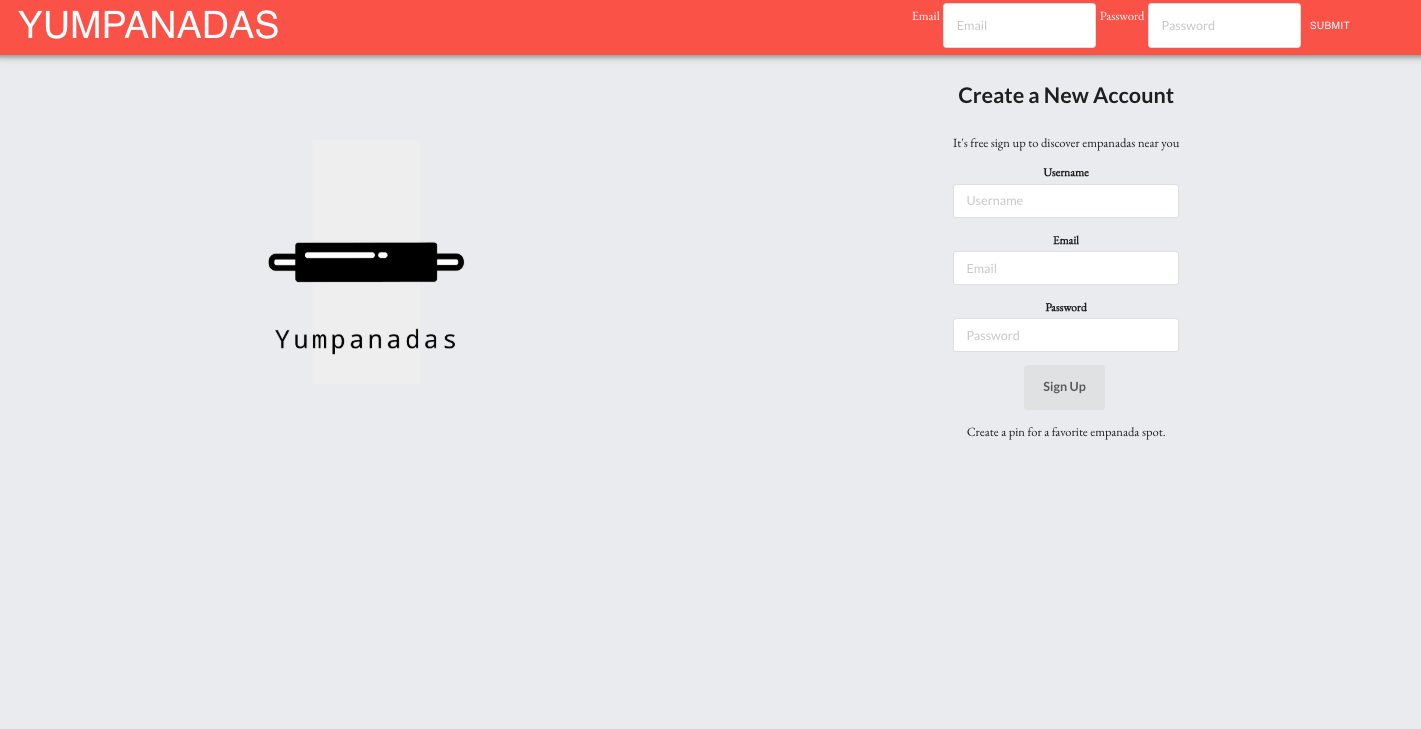 YUMPANADAS
Email Email Password Password SUBMIT
Create a New Account
It's free sign up to discover empanadas near you
Username
Username
Email
Email
Password
Password
Sign Up
Create a pin for a favorite empanada spot.
Yumpanadas